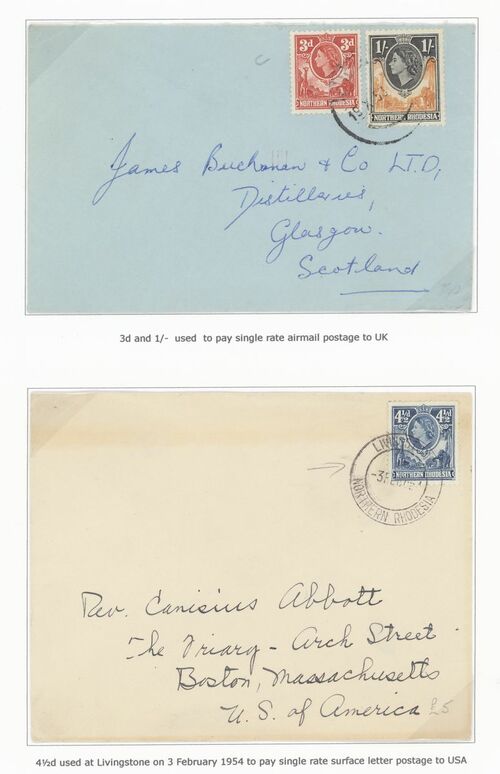 3d 3d
NORTHERN RHODESIA
1/- 1/-
NORTHERN RHODESIA
James Buchanan & Co LTD,
Distilleries,
Glasgow.
Scotland
3d and 1/- used to pay single rate airmail postage to UK
4½d 4½d
NORTHERN RHODESIA
-3 FEB
NORTHERN RHODESIA
Rev. Canisius Abbott
The Friary - Arch Street
Boston, Massachusetts
U.S. of America
£5
4½d used at Livingstone on 3 February 1954 to pay single rate surface letter postage to USA